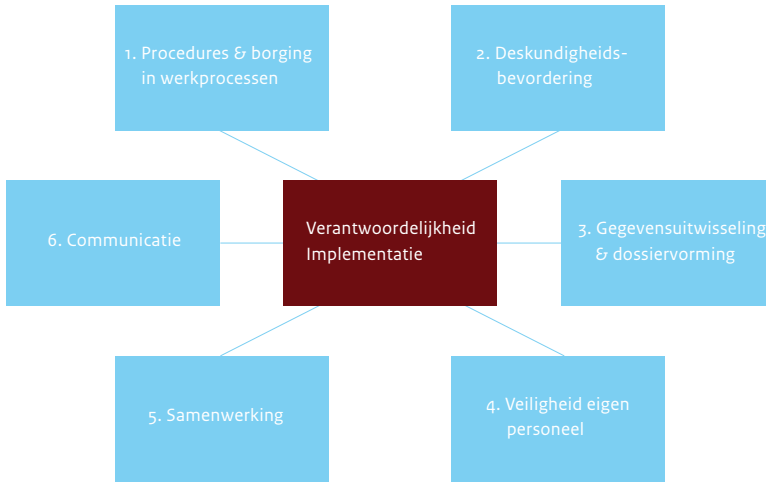 1. Procedures & borging
in werkprocessen
2. Deskundigheids-
bevordering
6. Communicatie
Verantwoordelijkheid
Implementatie
3. Gegevensuitwisseling
& dossiervorming
5. Samenwerking
4. Veiligheid eigen
personeel